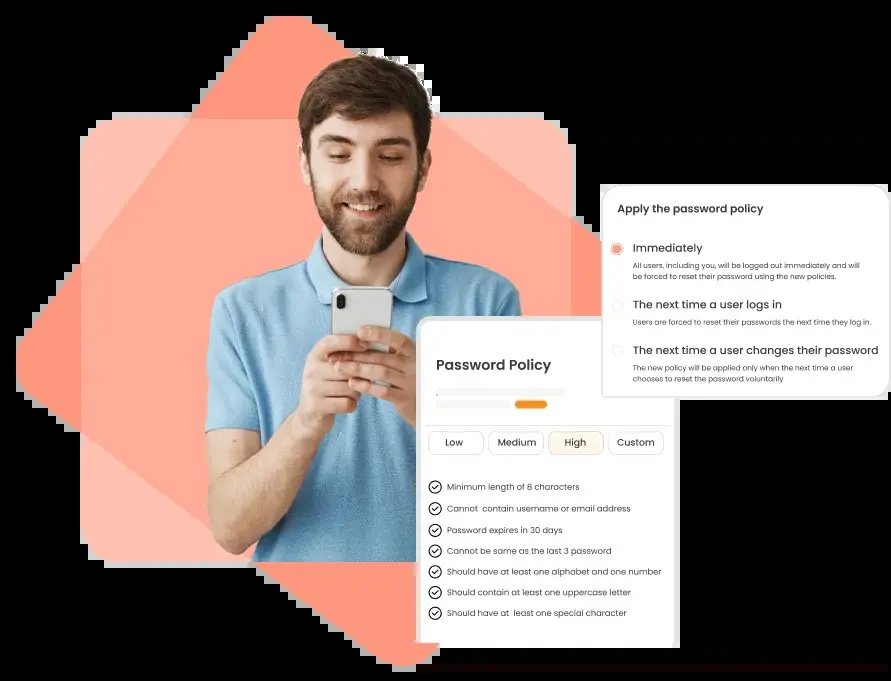 Apply the password policy
Immediately
All users, including you, will be logged out immediately and will
be forced to reset their password using the new policies.
The next time a user logs in
Users are forced to reset their passwords the next time they log in.
The next time a user changes their password
The new policy will be applied only when the next time a user
chooses to reset the password voluntarily
Password Policy
Low Medium High Custom
Minimum length of 8 characters
Cannot contain username or email address
Password expires in 30 days
Cannot be same as the last 3 password
Should have at least one alphabet and one number
Should contain at least one uppercase letter
Should have at least one special character